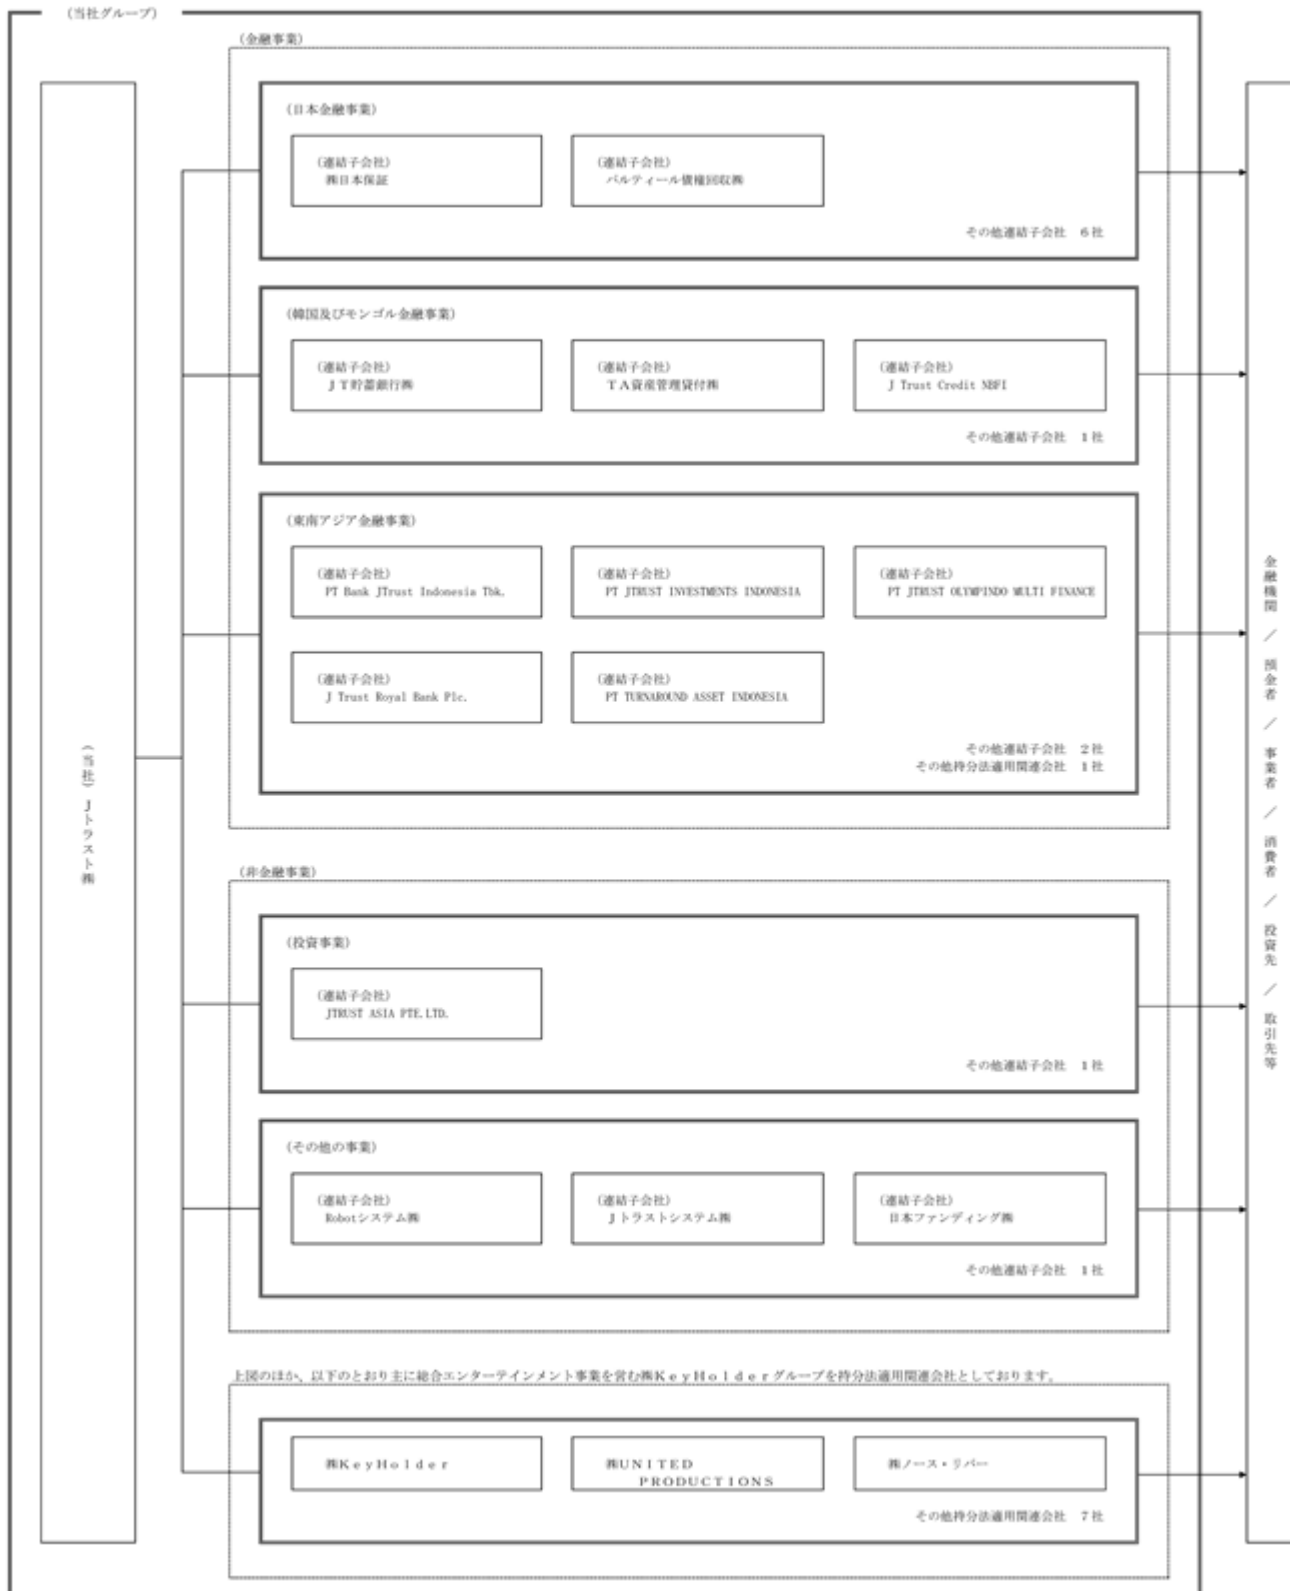 (当社グループ)
(金融事業)
(日本金融事業)
(連結子会社)
㈱日本保証
(連結子会社)
パルティール債権回収㈱
その他連結子会社 6社
(韓国及びモンゴル金融事業)
(連結子会社)
JT貯蓄銀行㈱
(連結子会社)
TA資産管理貸付㈱
(連結子会社)
J Trust Credit NBFI
その他連結子会社 1社
(東南アジア金融事業)
(連結子会社)
PT Bank JTrust Indonesia Tbk.
(連結子会社)
PT JTRUST INVESTMENTS INDONESIA
(連結子会社)
PT JTRUST OLYMPINDO MULTI FINANCE
(連結子会社)
J Trust Royal Bank Plc.
(連結子会社)
PT TURNAROUND ASSET INDONESIA
その他連結子会社 2社
その他持分法適用関連会社 1社
(当社)Jトラスト㈱
(非金融事業)
(投資事業)
(連結子会社)
JTRUST ASIA PTE.LTD.
その他連結子会社 1社
(その他の事業)
(連結子会社)
Robotシステム㈱
(連結子会社)
Jトラストシステム㈱
(連結子会社)
日本ファンディング㈱
その他連結子会社 1社
上図のほか、以下のとおり主に総合エンターテインメント事業を営む㈱KeyHolderグループを持分法適用関連会社としております。
㈱KeyHolder
㈱UNITED
PRODUCTIONS
㈱ノース・リバー
その他持分法適用関連会社 7社
金融機関 / 預金者 / 事業者 / 消費者 / 投資先 / 取引先等